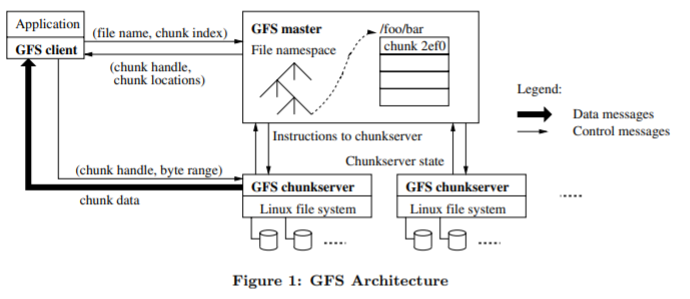 Application
GFS client
(file name, chunk index)
(chunk handle,
chunk locations)
GFS master
File namespace
/foo/bar
chunk 2ef0
Legend:
Data messages
Control messages
Instructions to chunkserver
Chunkserver state
(chunk handle, byte range)
chunk data
GFS chunkserver
Linux file system
GFS chunkserver
Linux file system
Figure 1: GFS Architecture